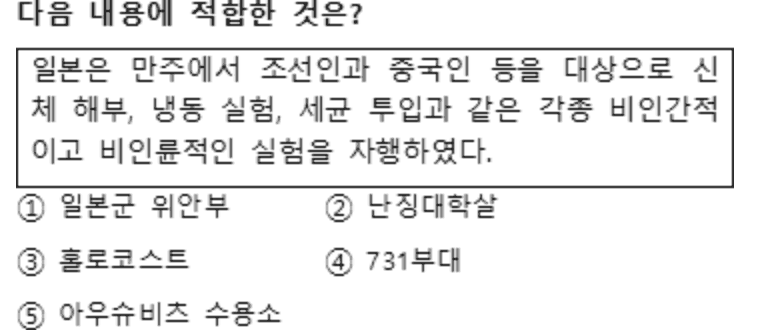 다음 내용에 적합한 것은?
일본은 만주에서 조선인과 중국인 등을 대상으로 신
체 해부, 냉동 실험, 세균 투입과 같은 각종 비인간적
이고 비인륜적인 실험을 자행하였다.
① 일본군 위안부 ② 난징대학살
③ 홀로코스트 ④ 731부대
⑤ 아우슈비츠 수용소